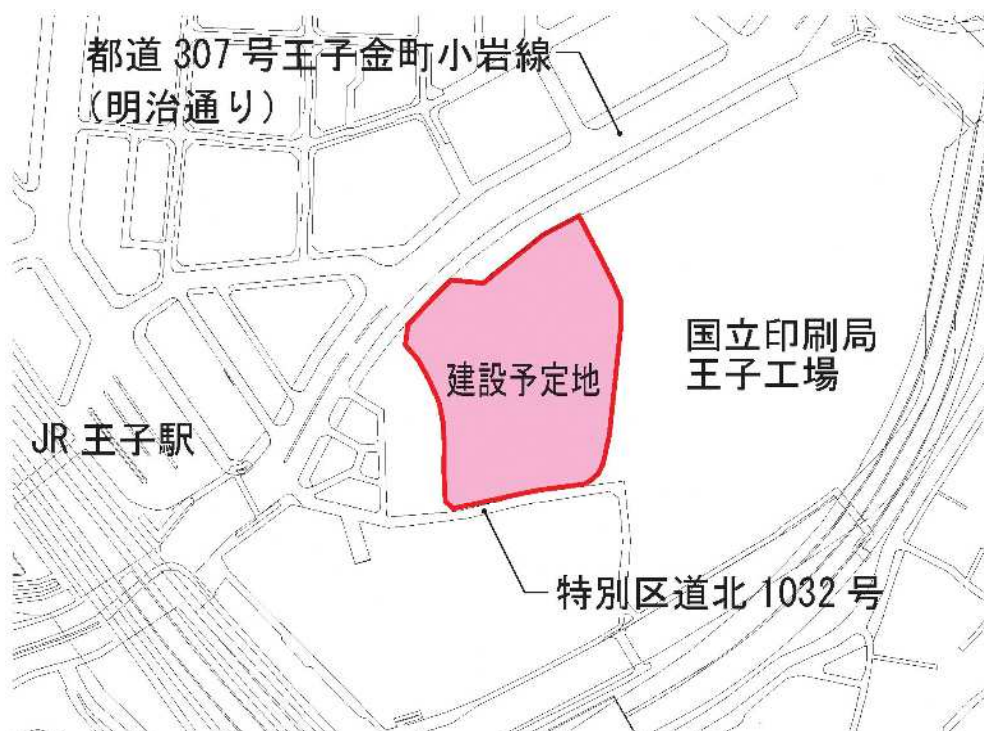 都道 307 号王子金町小岩線
(明治通り)
国立印刷局
王子工場
建設予定地
JR 王子駅
特別区道北 1032 号